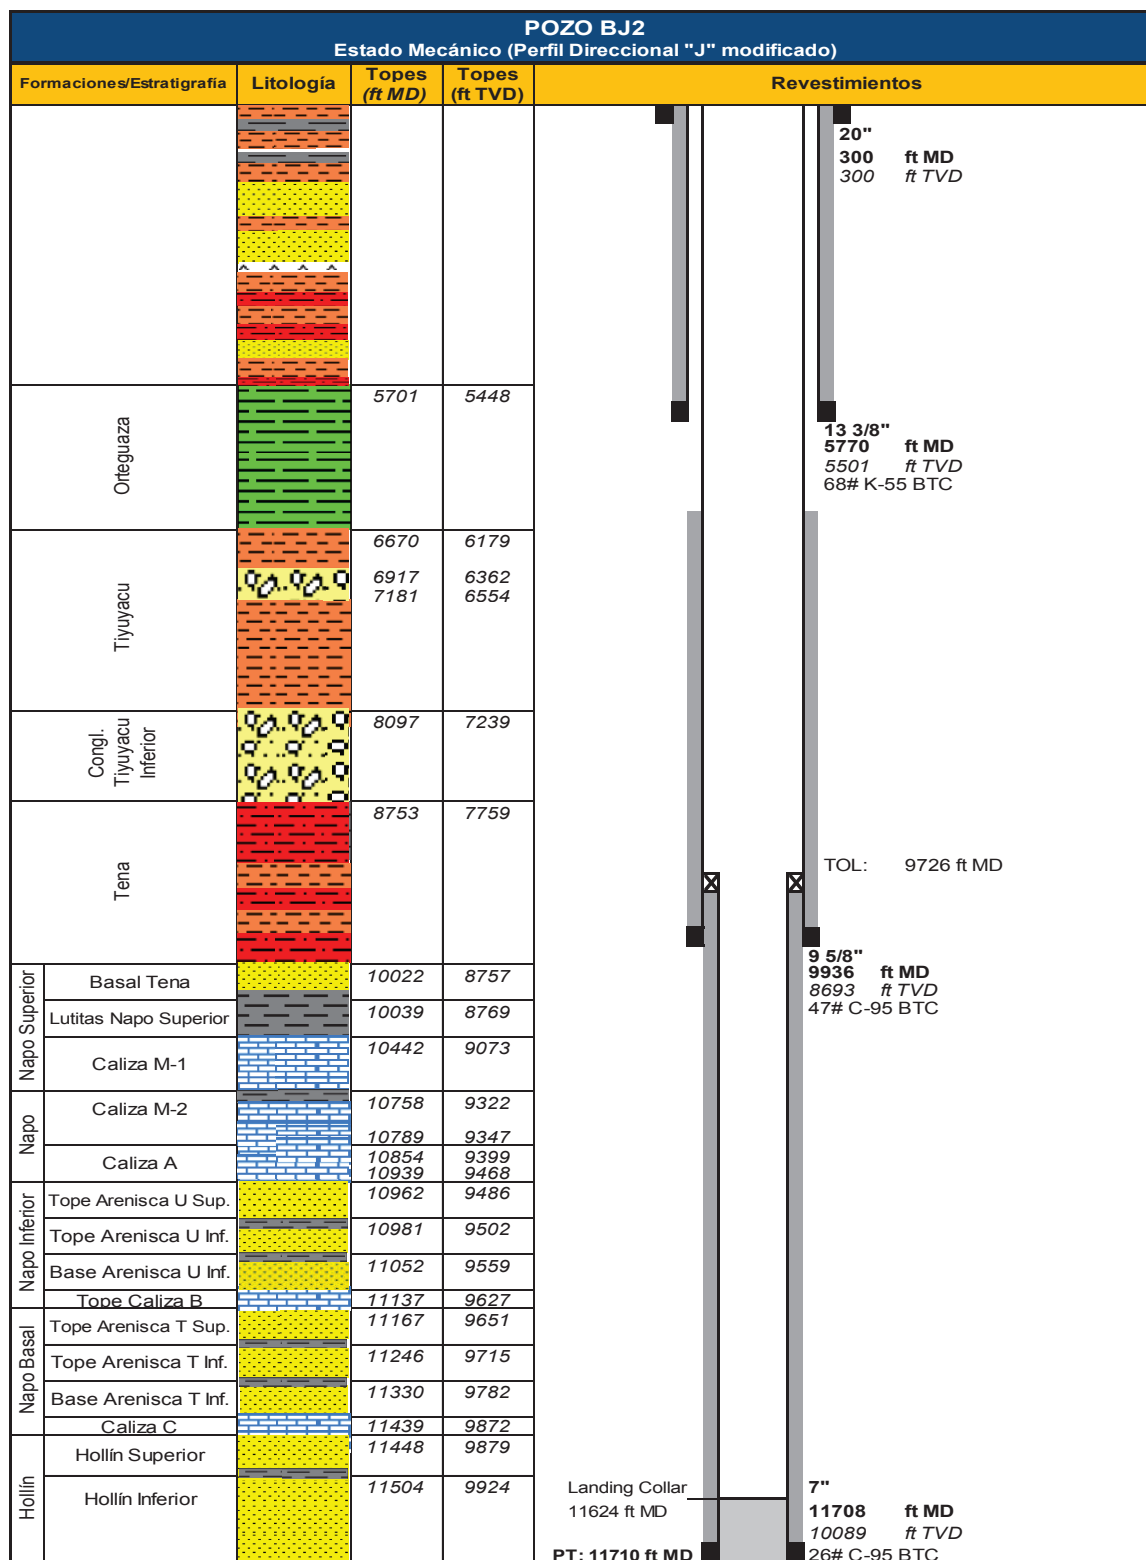 POZO BJ2
Estado Mecánico (Perfil Direccional "J" modificado)
Formaciones/Estratigrafía Litología Topes (ft MD) Topes (ft TVD) Revestimientos
20"
300 ft MD
300 ft TVD
Orteguaza 5701 5448
13 3/8"
5770 ft MD
5501 ft TVD
68# K-55 BTC
Tiyuyacu 6670 6179
6917 6362
7181 6554
Congl. Tiyuyacu Inferior 8097 7239
Tena 8753 7759
TOL: 9726 ft MD
9 5/8"
9936 ft MD
8693 ft TVD
47# C-95 BTC
Napo Superior
Basal Tena 10022 8757
Lutitas Napo Superior 10039 8769
Caliza M-1 10442 9073
Napo
Caliza M-2 10758 9322
10789 9347
Caliza A 10854 9399
10939 9468
Napo Inferior
Tope Arenisca U Sup. 10962 9486
Tope Arenisca U Inf. 10981 9502
Base Arenisca U Inf. 11052 9559
Tope Caliza B 11137 9627
Napo Basal
Tope Arenisca T Sup. 11167 9651
Tope Arenisca T Inf. 11246 9715
Base Arenisca T Inf. 11330 9782
Caliza C 11439 9872
Hollín
Hollín Superior 11448 9879
Hollín Inferior 11504 9924
Landing Collar
11624 ft MD
PT: 11710 ft MD
7"
11708 ft MD
10089 ft TVD
26# C-95 BTC